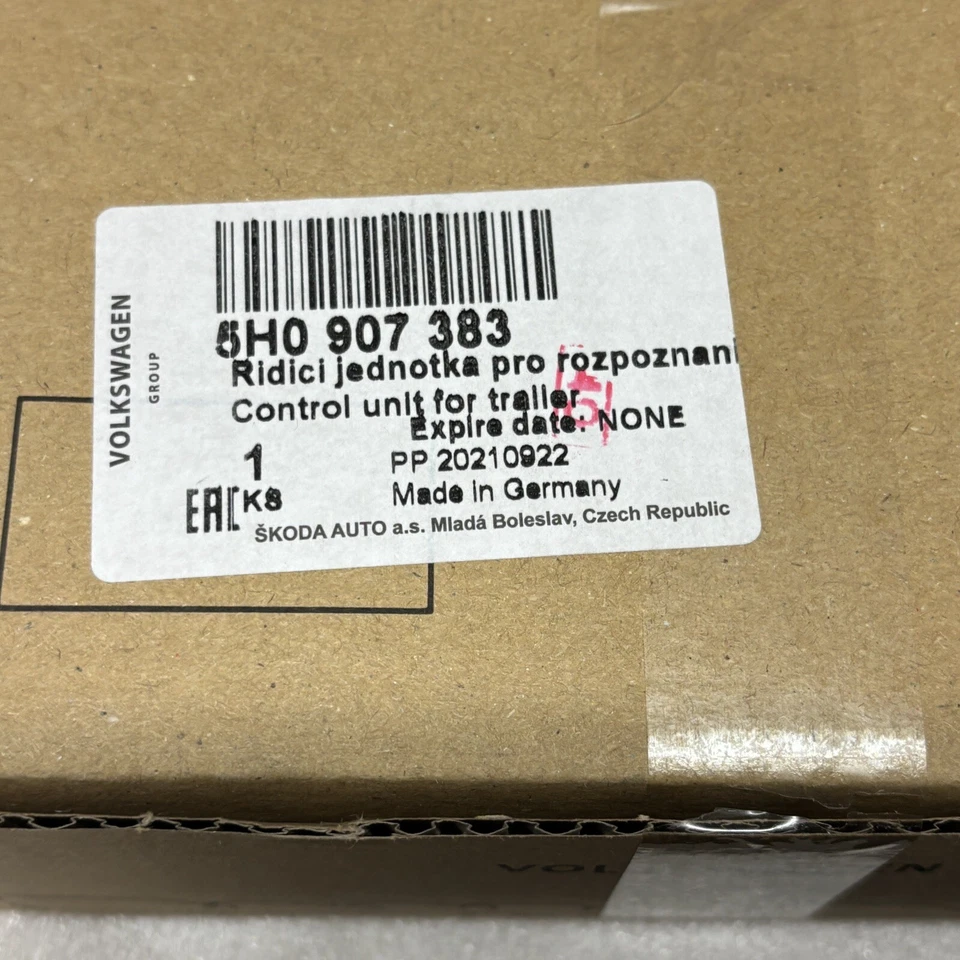 VOLKSWAGEN
GROUP
5H0 907 383
Ridici jednotka pro rozpoznani
Control unit for trailer
Expire date: NONE
1
PP 20210922
EAC KS
Made in Germany
ŠKODA AUTO a.s. Mladá Boleslav, Czech Republic